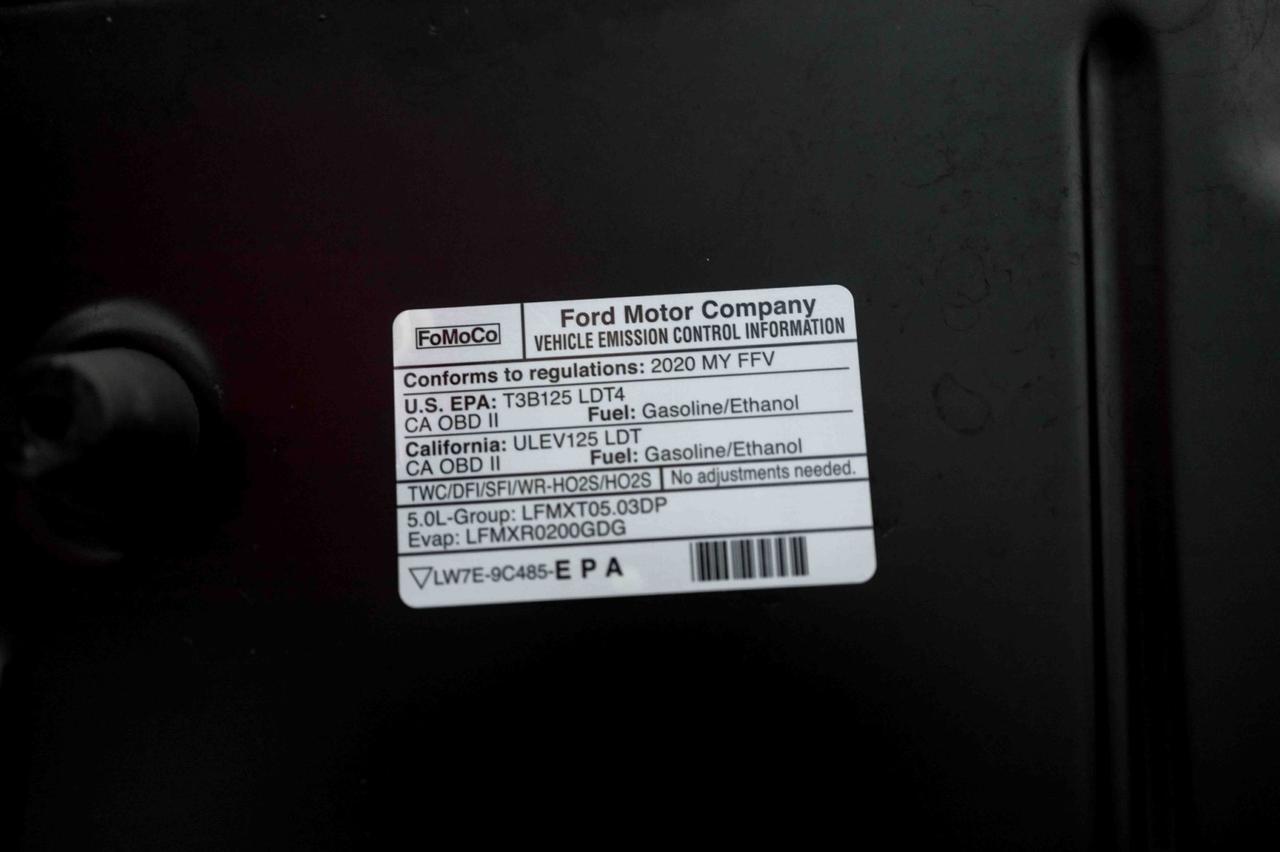 FoMoCo
Ford Motor Company
VEHICLE EMISSION CONTROL INFORMATION
Conforms to regulations: 2020 MY FFV
U.S. EPA: T3B125 LDT4
CA OBD II Fuel: Gasoline/Ethanol
California: ULEV125 LDT
CA OBD II Fuel: Gasoline/Ethanol
TWC/DFI/SFI/WR-HO2S/HO2S No adjustments needed.
5.0L-Group: LFMXT05.03DP
Evap: LFMXR0200GDG
LW7E-9C485-EPA